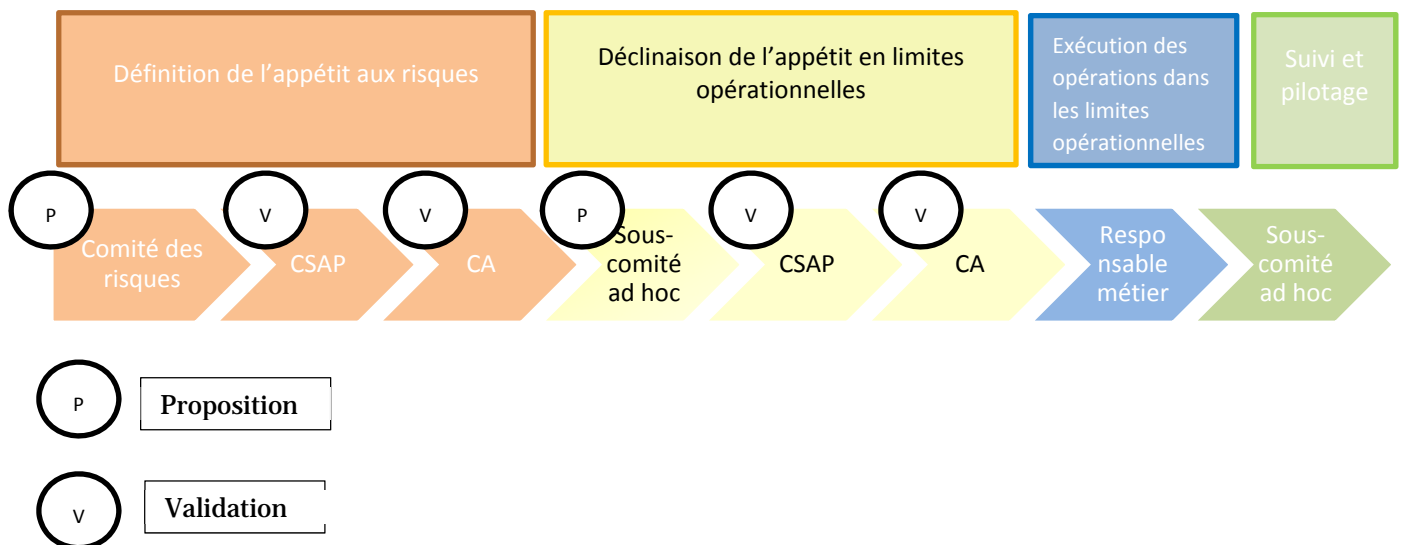 Définition de l’appétit aux risques
Déclinaison de l’appétit en limites
opérationnelles
Exécution des
opérations dans
les limites
opérationnelles
Suivi et
pilotage
P
V
V
P
V
V
Comité des
risques
CSAP
CA
Sous-
comité
ad hoc
CSAP
CA
Respo
nsable
métier
Sous-
comité
ad hoc
P
Proposition
V
Validation